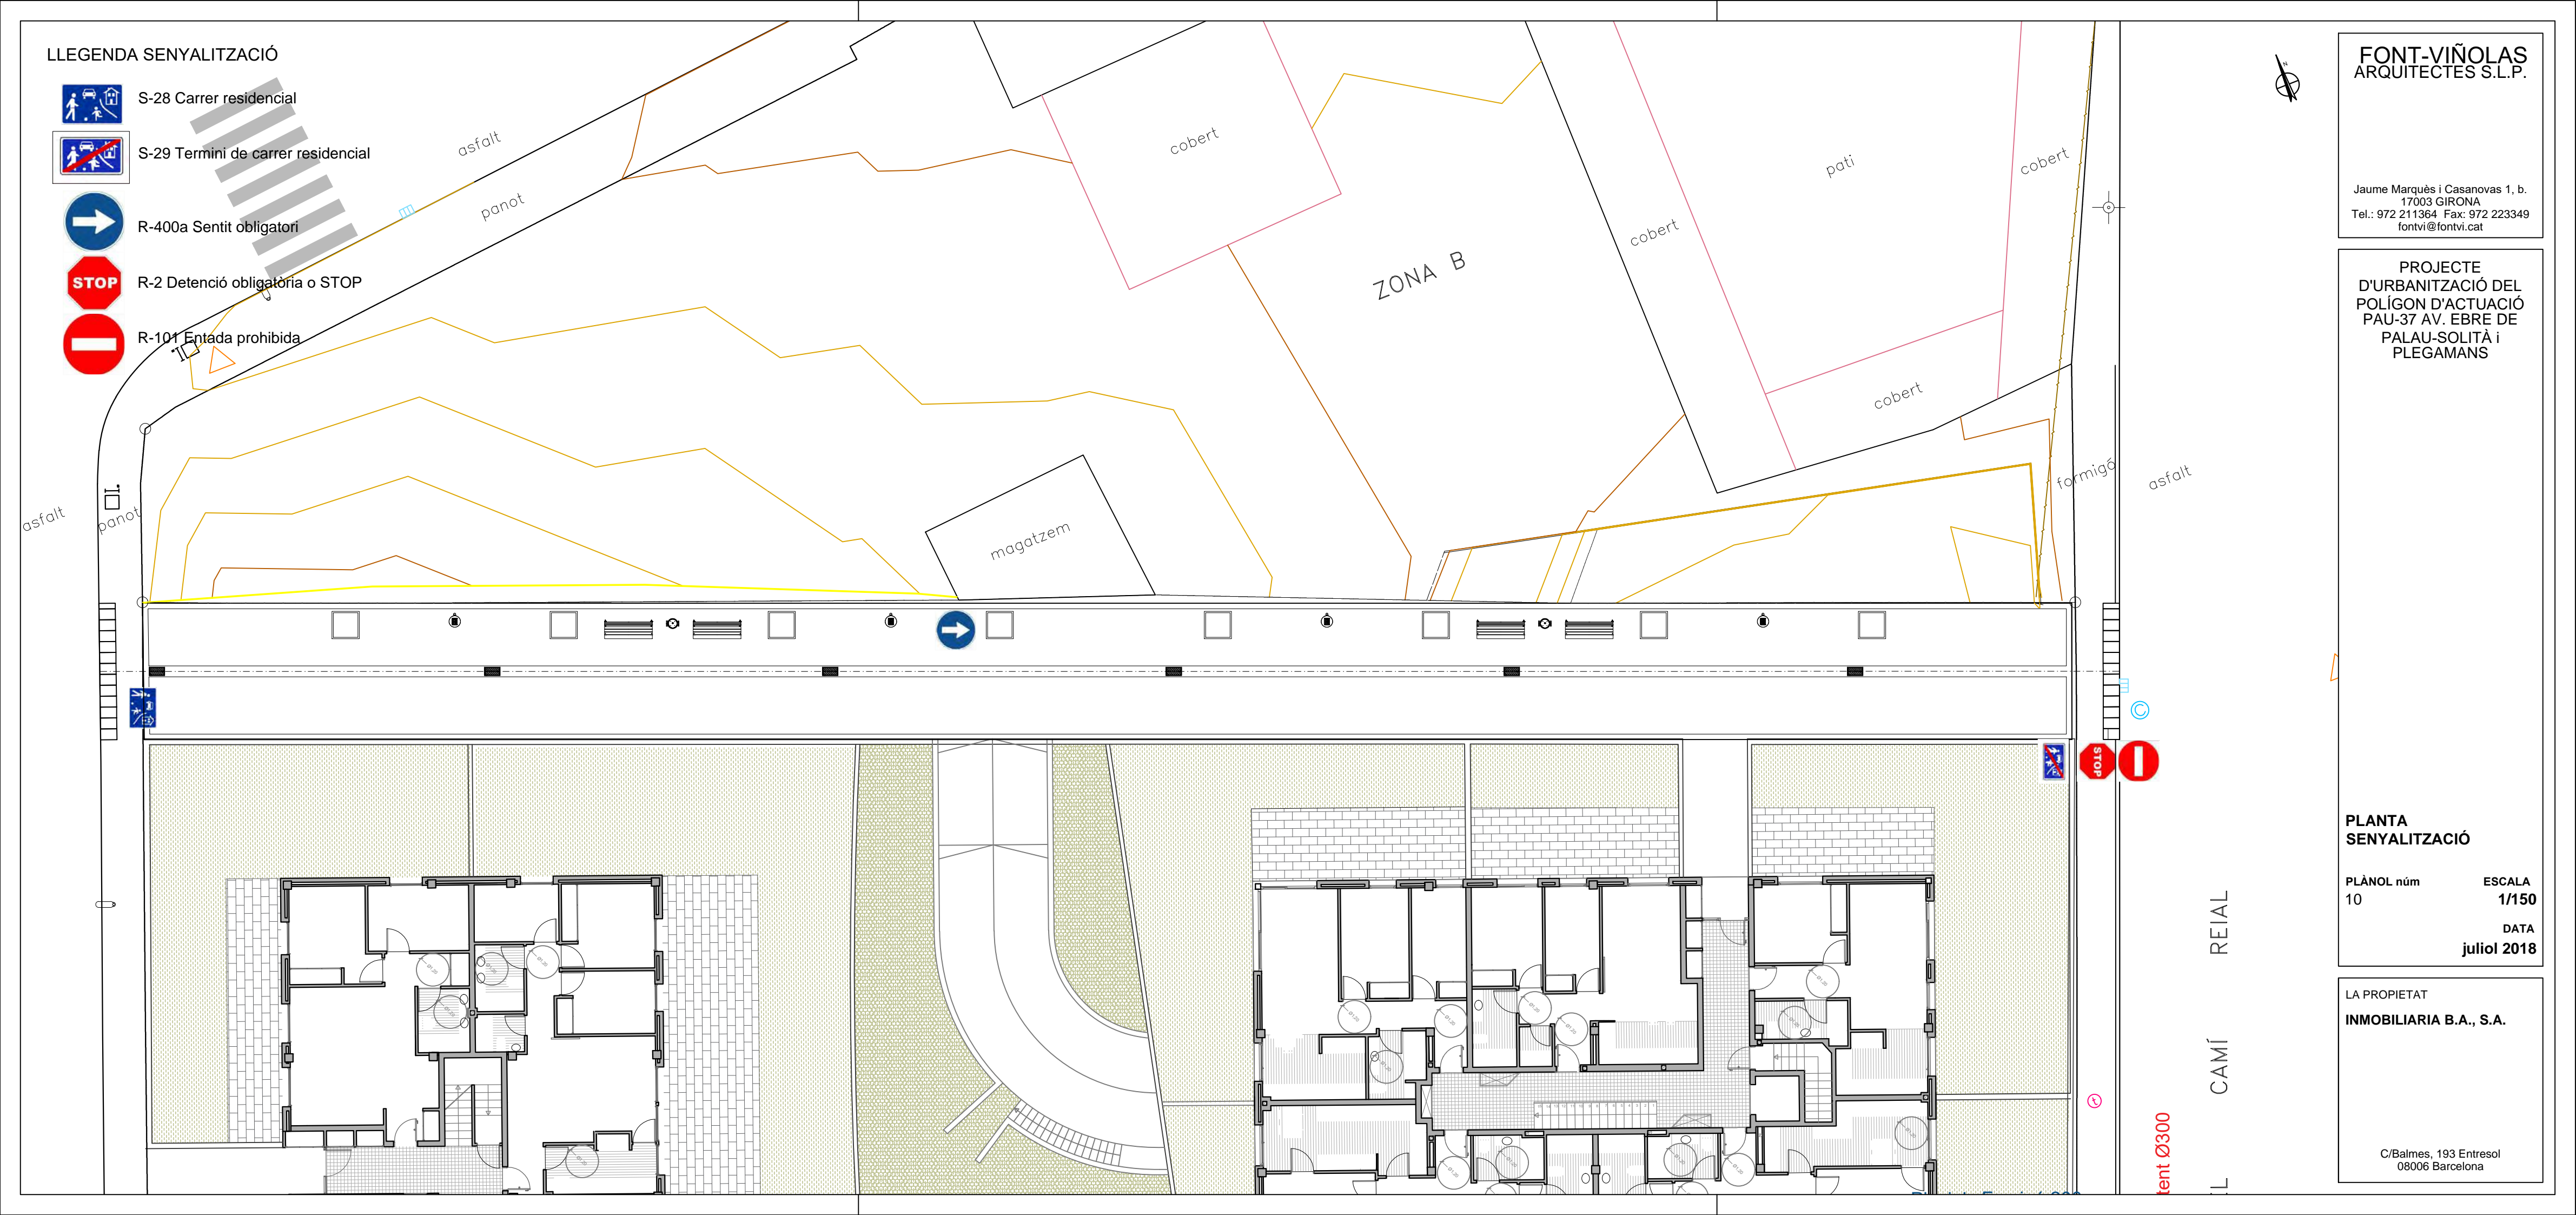 LLEGENDA SENYALITZACIÓ
S-28 Carrer residencial
S-29 Termini de carrer residencial
R-400a Sentit obligatori
STOP
R-2 Detenció obligatòria o STOP
R-101 Entada prohibida
asfalt
panot
asfalt
panot
cobert
ZONA B
cobert
pati
cobert
cobert
magatzem
formigó
asfalt
STOP
CAMÍ REIAL
tent Ø300
N
FONT-VIÑOLAS
ARQUITECTES S.L.P.
Jaume Marquès i Casanovas 1, b.
17003 GIRONA
Tel.: 972 211364 Fax: 972 223349
fontvi@fontvi.cat
PROJECTE
D'URBANITZACIÓ DEL
POLÍGON D'ACTUACIÓ
PAU-37 AV. EBRE DE
PALAU-SOLITÀ i
PLEGAMANS
PLANTA
SENYALITZACIÓ
PLÀNOL núm ESCALA
10 1/150
DATA
juliol 2018
LA PROPIETAT
INMOBILIARIA B.A., S.A.
C/Balmes, 193 Entresol
08006 Barcelona